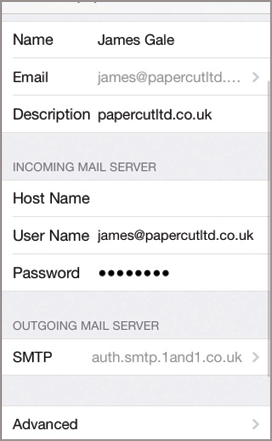 Name James Gale
Email james@papercutltd....
Description papercutltd.co.uk
INCOMING MAIL SERVER
Host Name
User Name james@papercutltd.co.uk
Password ●●●●●●●●
OUTGOING MAIL SERVER
SMTP auth.smtp.1and1.co.uk
Advanced